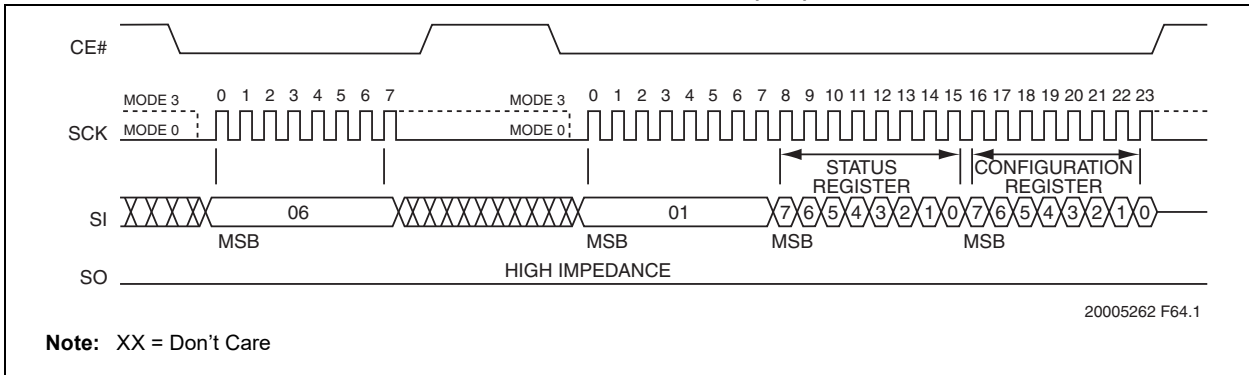 CE#
MODE 3 0 1 2 3 4 5 6 7 MODE 3 0 1 2 3 4 5 6 7 8 9 10 11 12 13 14 15 16 17 18 19 20 21 22 23
SCK MODE 0 MODE 0
STATUS REGISTER
CONFIGURATION REGISTER
SI 06 01 7 6 5 4 3 2 1 0 7 6 5 4 3 2 1 0
MSB MSB MSB MSB
HIGH IMPEDANCE
SO
20005262 F64.1
Note: XX = Don't Care